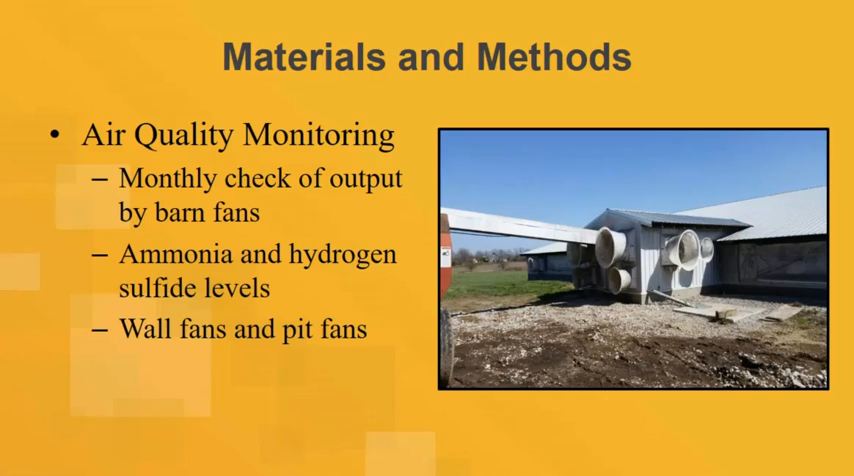 Materials and Methods
• Air Quality Monitoring
– Monthly check of output
by barn fans
– Ammonia and hydrogen
sulfide levels
– Wall fans and pit fans